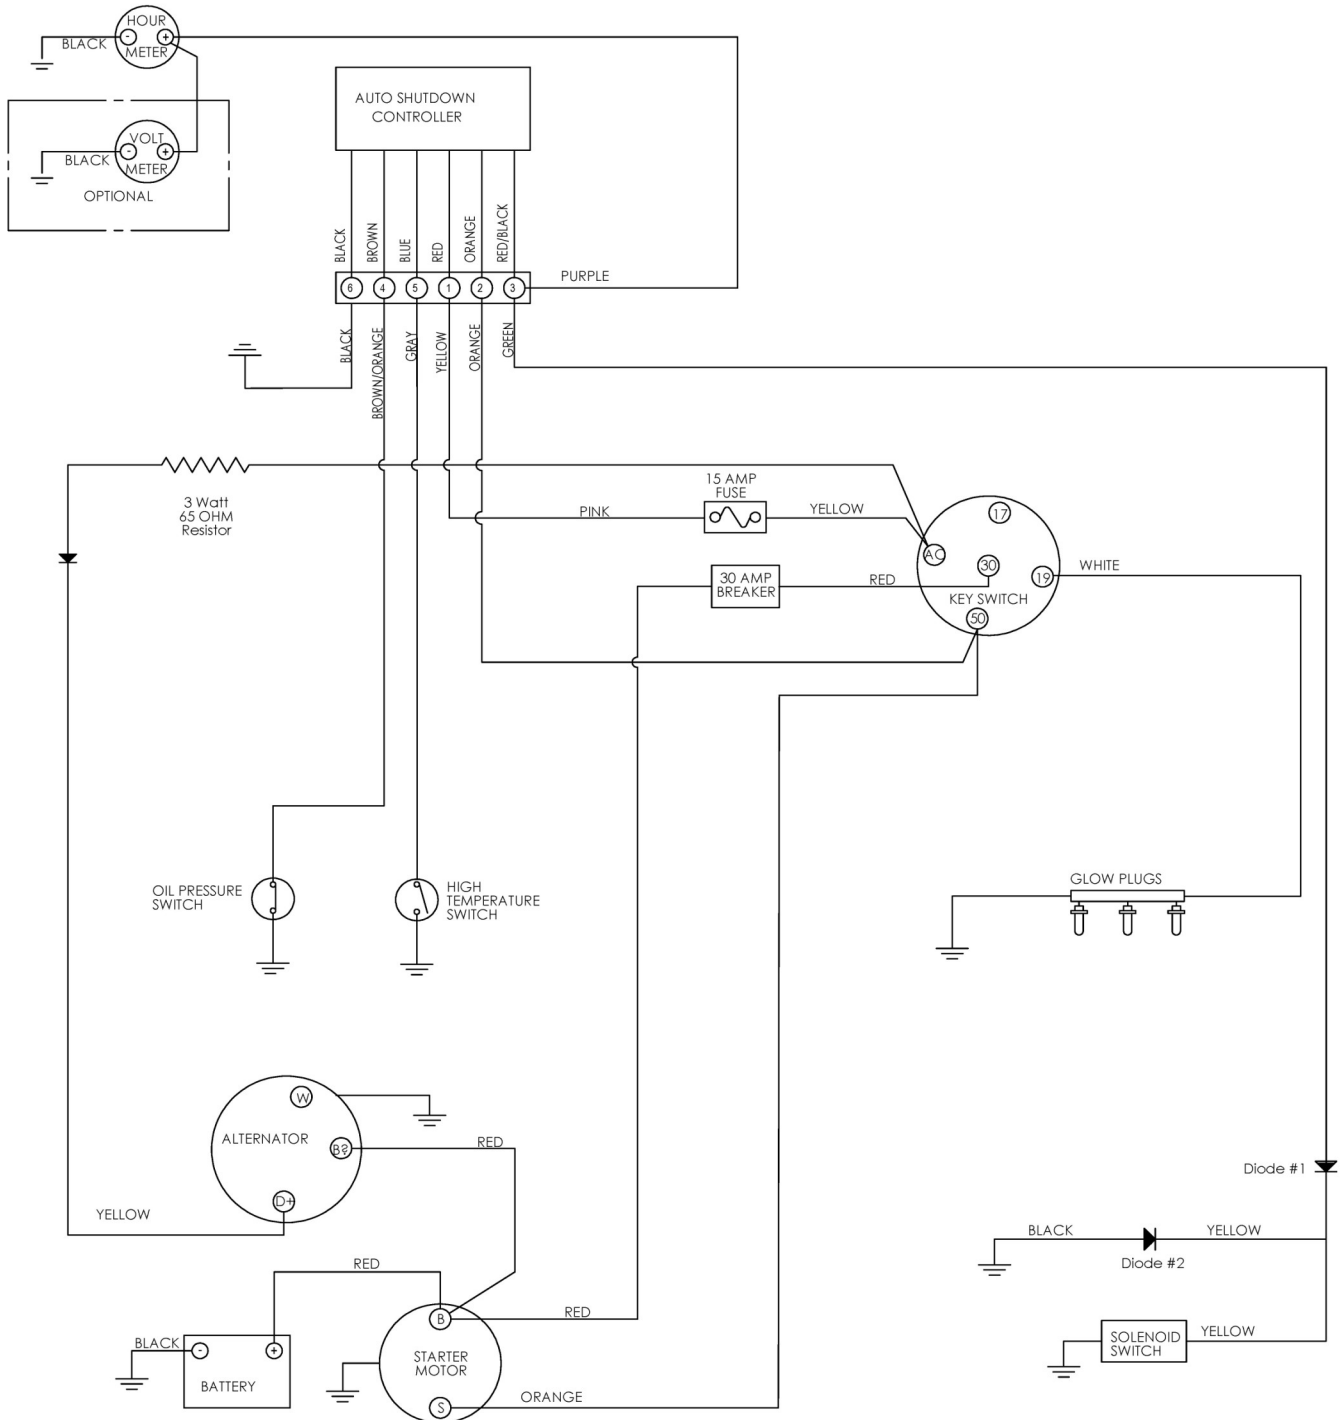 HOUR
METER
BLACK
-
+
AUTO SHUTDOWN
CONTROLLER
VOLT
METER
BLACK
-
+
OPTIONAL
BLACK
BROWN
BLUE
RED
ORANGE
RED/BLACK
6
4
5
1
2
3
PURPLE
BLACK
BROWN/ORANGE
GRAY
YELLOW
ORANGE
GREEN
3 Watt
65 OHM
Resistor
15 AMP
FUSE
PINK
YELLOW
17
AC
30
19
50
KEY SWITCH
WHITE
30 AMP
BREAKER
RED
OIL PRESSURE
SWITCH
HIGH
TEMPERATURE
SWITCH
GLOW PLUGS
W
ALTERNATOR
B?
D+
RED
YELLOW
Diode #1
BLACK
YELLOW
Diode #2
RED
B
RED
STARTER
MOTOR
S
ORANGE
BLACK
-
+
BATTERY
SOLENOID
SWITCH
YELLOW